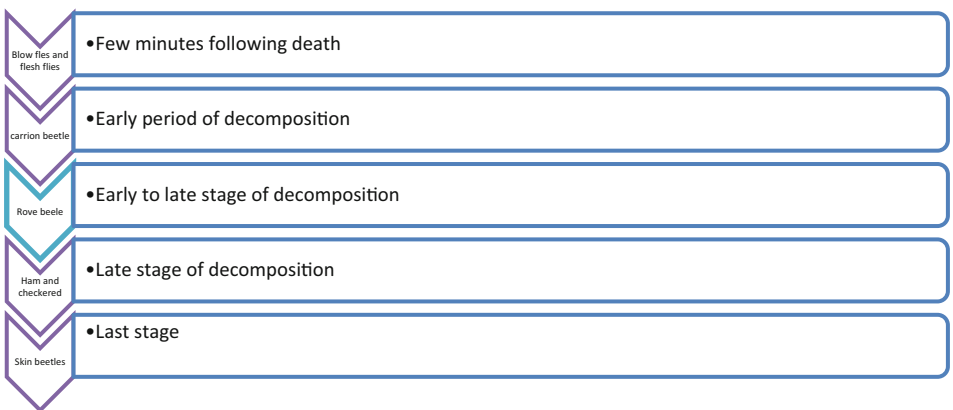 Blow fles and
flesh flies
•Few minutes following death
carrion beetle
•Early period of decomposition
Rove beele
•Early to late stage of decomposition
Ham and
checkered
•Late stage of decomposition
Skin beetles
•Last stage